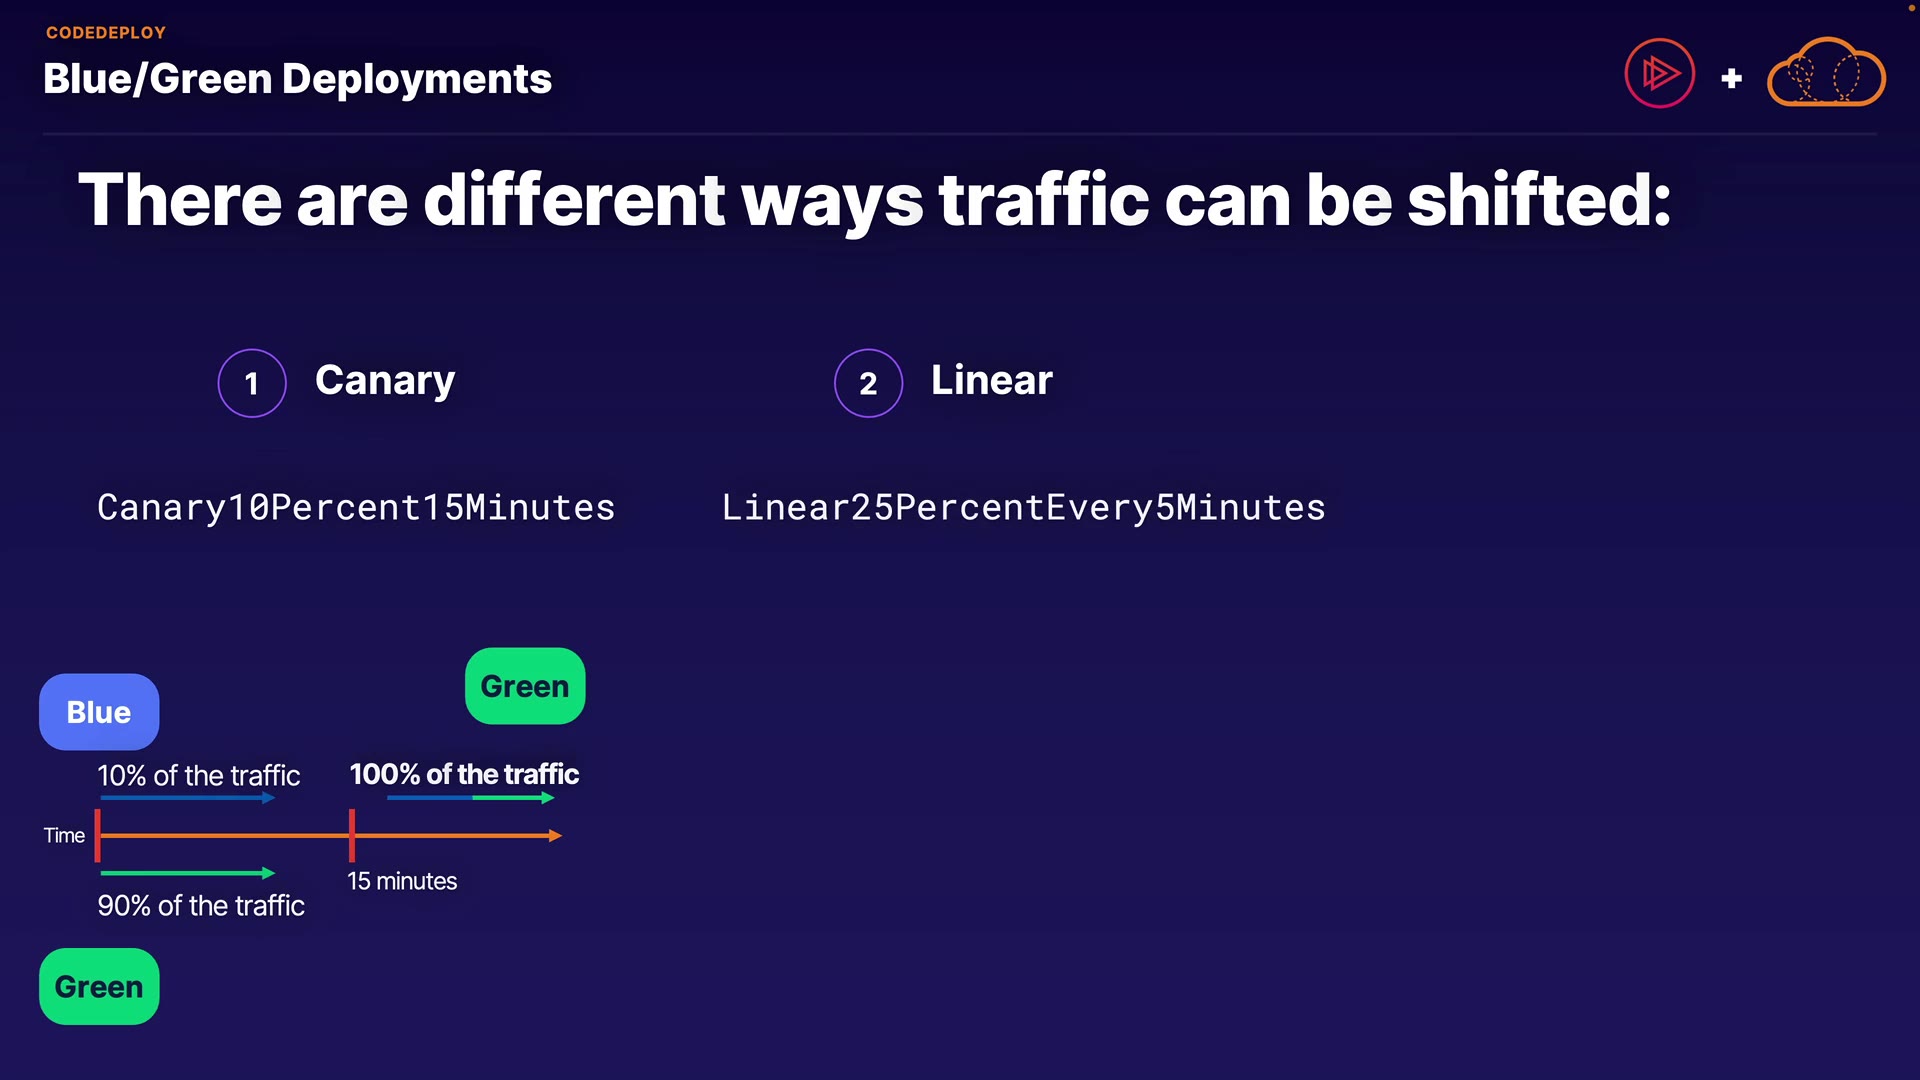 CODEDEPLOY
Blue/Green Deployments
+
There are different ways traffic can be shifted:
1 Canary
2 Linear
Canary10Percent15Minutes
Linear25PercentEvery5Minutes
Green
Blue
10% of the traffic
100% of the traffic
Time
15 minutes
90% of the traffic
Green